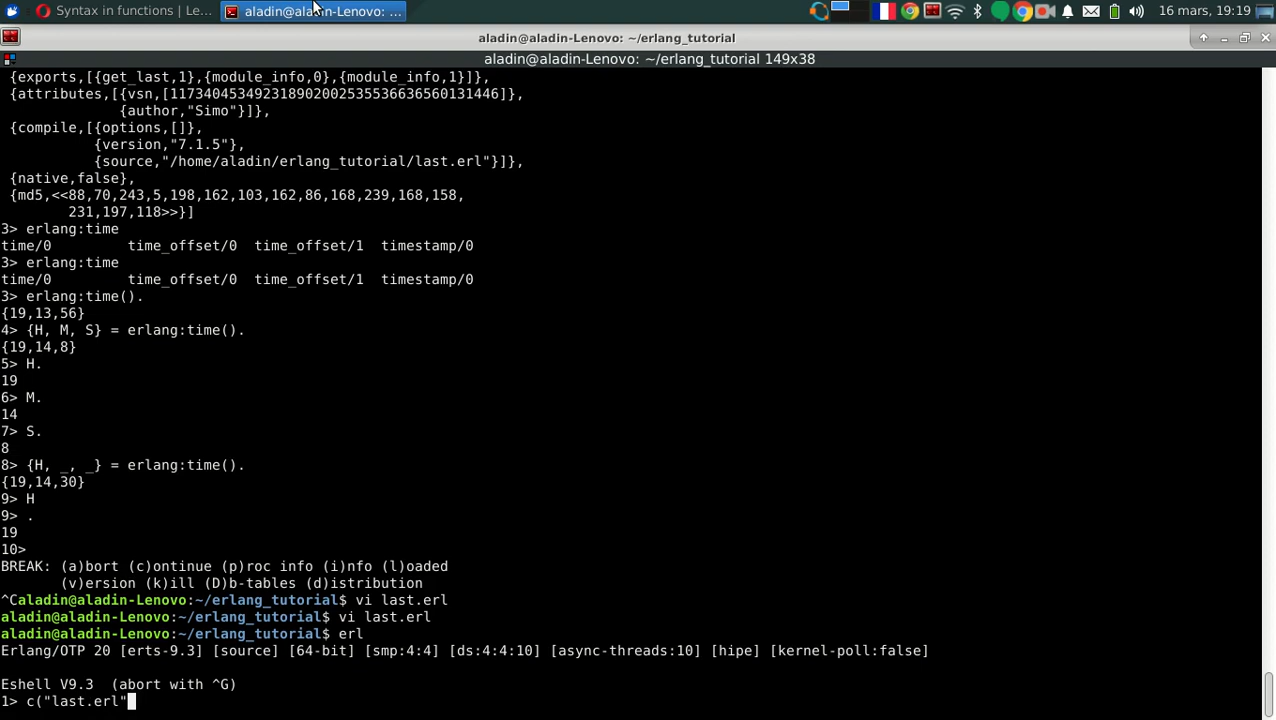 Syntax in functions | Le...
aladin@aladin-Lenovo: ...
16 mars, 19:19
aladin@aladin-Lenovo: ~/erlang_tutorial
aladin@aladin-Lenovo: ~/erlang_tutorial 149x38
{exports,[{get_last,1},{module_info,0},{module_info,1}]},
{attributes,[{vsn,[117340453492318902002535536636560131446]},
{author,"Simo"}]},
{compile,[{options,[]},
{version,"7.1.5"},
{source,"/home/aladin/erlang_tutorial/last.erl"}]},
{native,false},
{md5,<<88,70,243,5,198,162,103,162,86,168,239,168,158,
231,197,118>>}]
3> erlang:time
time/0 time_offset/0 time_offset/1 timestamp/0
3> erlang:time
time/0 time_offset/0 time_offset/1 timestamp/0
3> erlang:time().
{19,13,56}
4> {H, M, S} = erlang:time().
{19,14,8}
5> H.
19
6> M.
14
7> S.
8
8> {H, _, _} = erlang:time().
{19,14,30}
9> H
9> .
19
10>
BREAK: (a)bort (c)ontinue (p)roc info (i)nfo (l)oaded
(v)ersion (k)ill (D)b-tables (d)istribution
^Caladin@aladin-Lenovo:~/erlang_tutorial$ vi last.erl
aladin@aladin-Lenovo:~/erlang_tutorial$ vi last.erl
aladin@aladin-Lenovo:~/erlang_tutorial$ erl
Erlang/OTP 20 [erts-9.3] [source] [64-bit] [smp:4:4] [ds:4:4:10] [async-threads:10] [hipe] [kernel-poll:false]
Eshell V9.3 (abort with ^G)
1> c("last.erl"